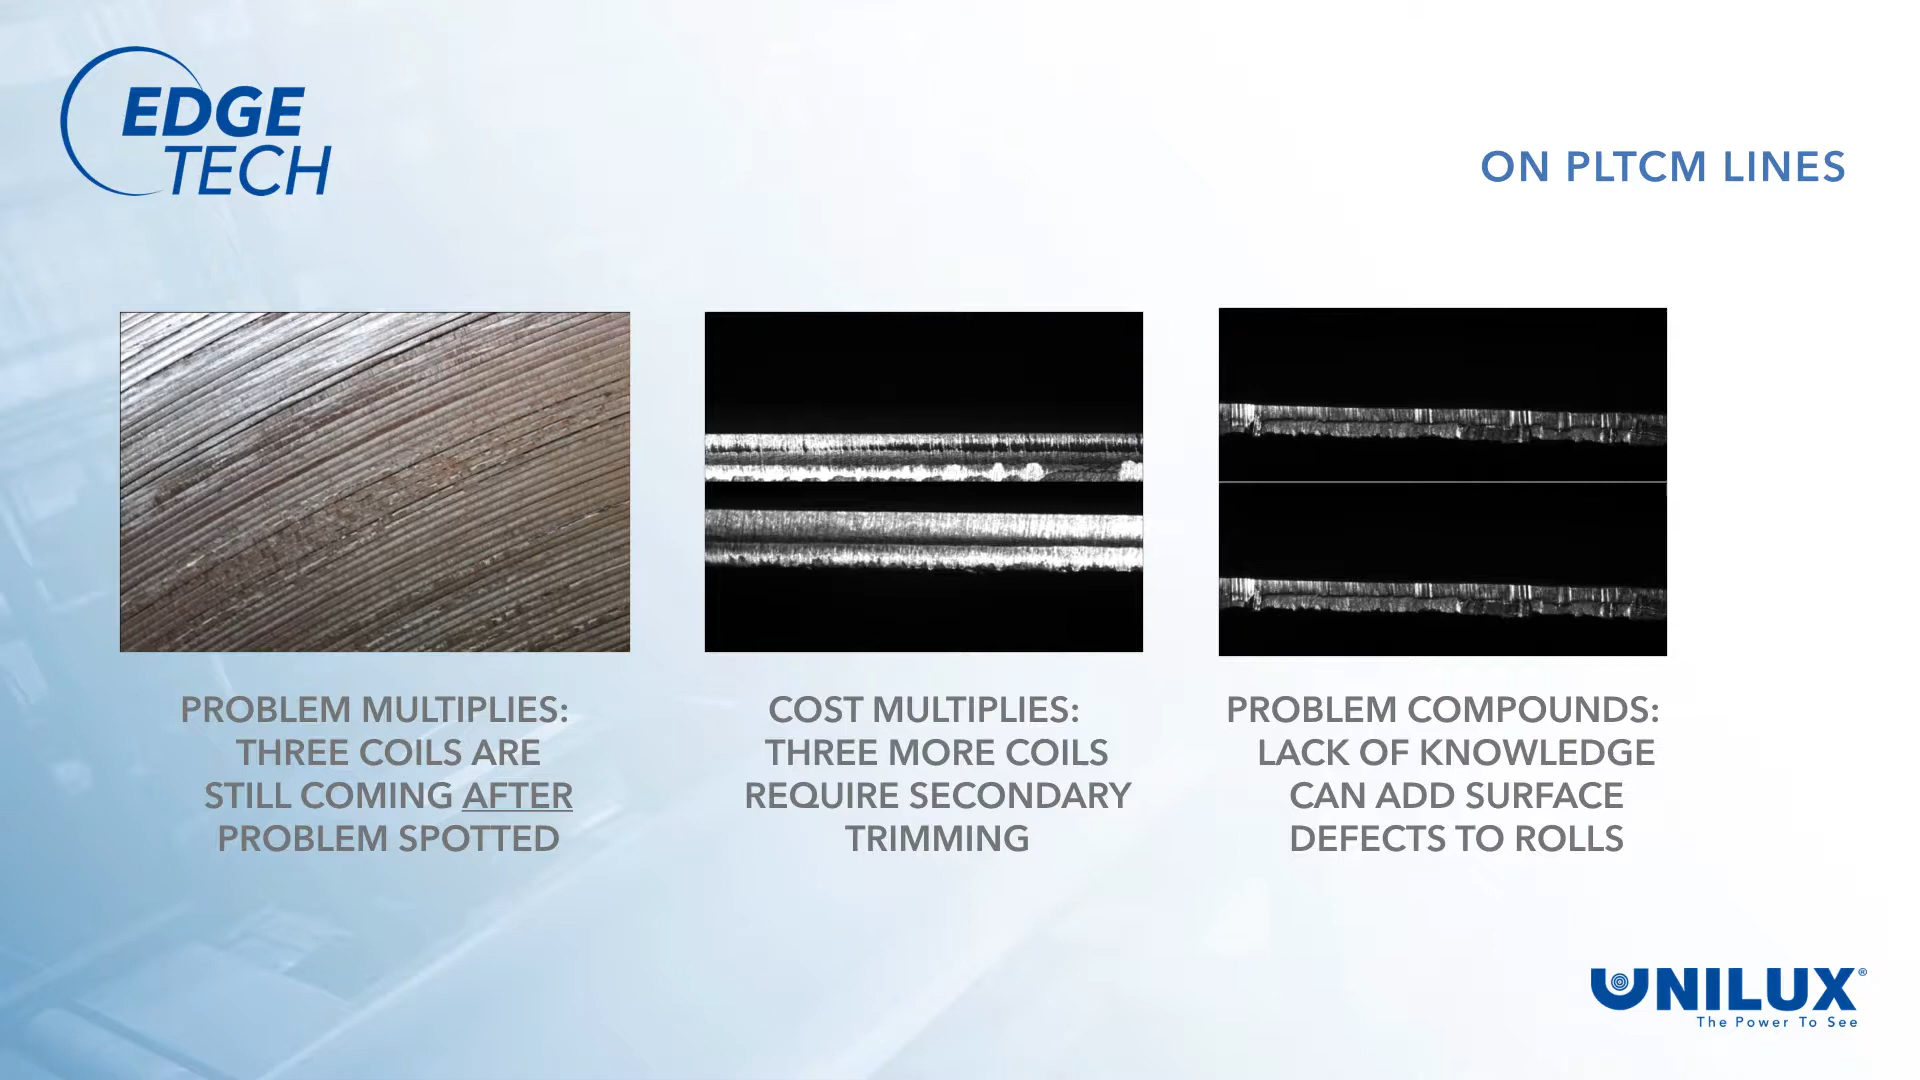 EDGE
TECH
ON PLTCM LINES
PROBLEM MULTIPLIES:
THREE COILS ARE
STILL COMING AFTER
PROBLEM SPOTTED
COST MULTIPLIES:
THREE MORE COILS
REQUIRE SECONDARY
TRIMMING
PROBLEM COMPOUNDS:
LACK OF KNOWLEDGE
CAN ADD SURFACE
DEFECTS TO ROLLS
UNILUX®
The Power To See